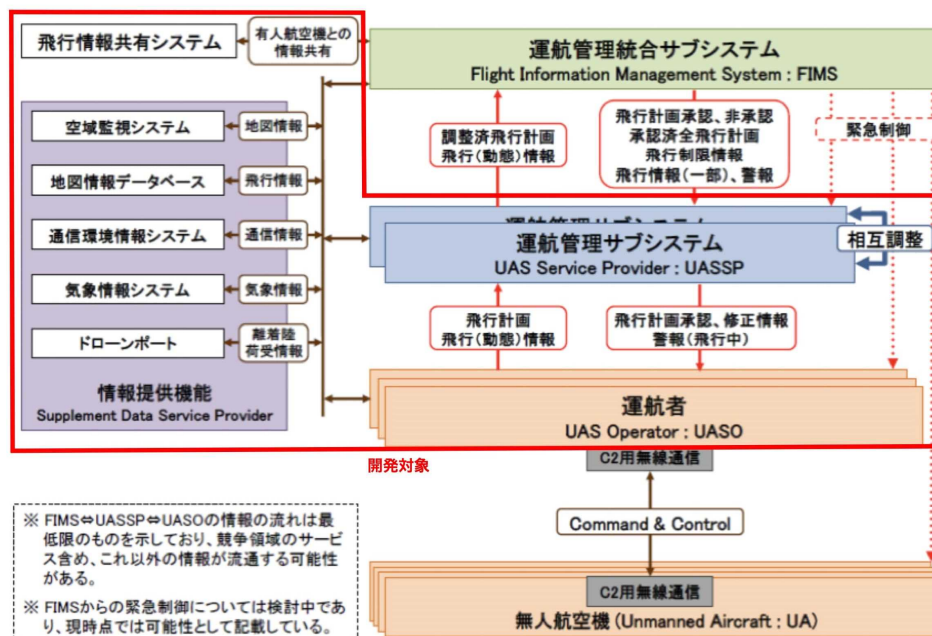 飛行情報共有システム
有人航空機との
情報共有
運航管理統合サブシステム
Flight Information Management System : FIMS
空域監視システム
地図情報
地図情報データベース
飛行情報
通信環境情報システム
通信情報
気象情報システム
気象情報
ドローンポート
離着陸
荷受情報
情報提供機能
Supplement Data Service Provider
調整済飛行計画
飛行(動態)情報
飛行計画承認、非承認
承認済全飛行計画
飛行制限情報
飛行情報(一部)、警報
緊急制御
運航管理サブシステム
運航管理サブシステム
UAS Service Provider : UASSP
相互調整
飛行計画
飛行(動態)情報
飛行計画承認、修正情報
警報(飛行中)
運航者
UAS Operator : UASO
開発対象
C2用無線通信
Command & Control
C2用無線通信
無人航空機 (Unmanned Aircraft : UA)
※ FIMS⇔UASSP⇔UASOの情報の流れは最
低限のものを示しており、競争領域のサービ
ス含め、これ以外の情報が流通する可能性
がある。
※ FIMSからの緊急制御については検討中であ
り、現時点では可能性として記載している。